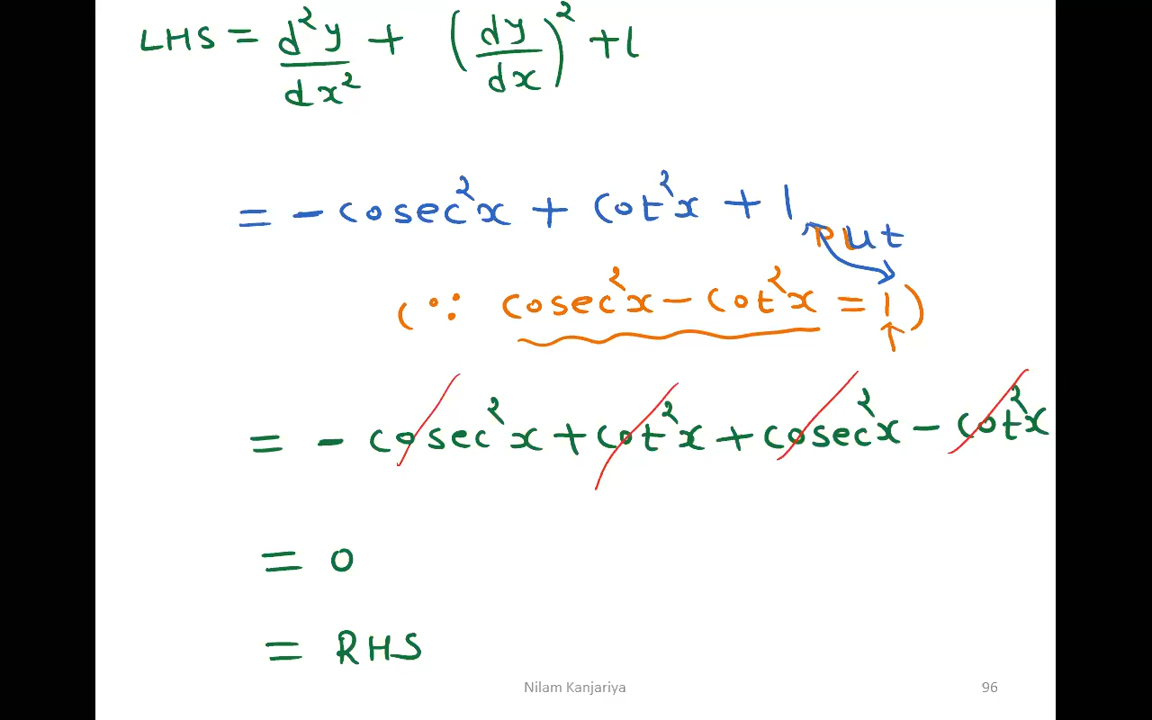 LHS = d²y/dx² + (dy/dx)² + 1
= - cosec²x + cot²x + 1
Put
(∵ cosec²x - cot²x = 1)
= - cosec²x + cot²x + cosec²x - cot²x
= 0
= RHS
Nilam Kanjariya 96